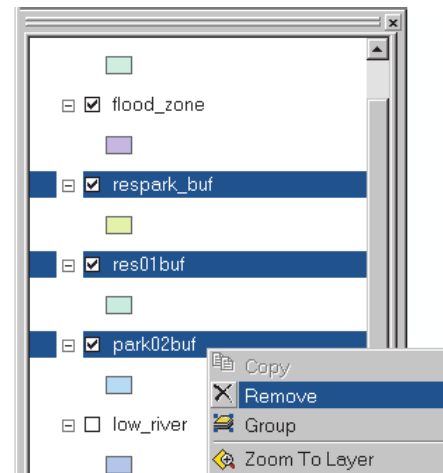 flood_zone
respark_buf
res01buf
park02buf
Copy
Remove
Group
low_river
Zoom To Layer